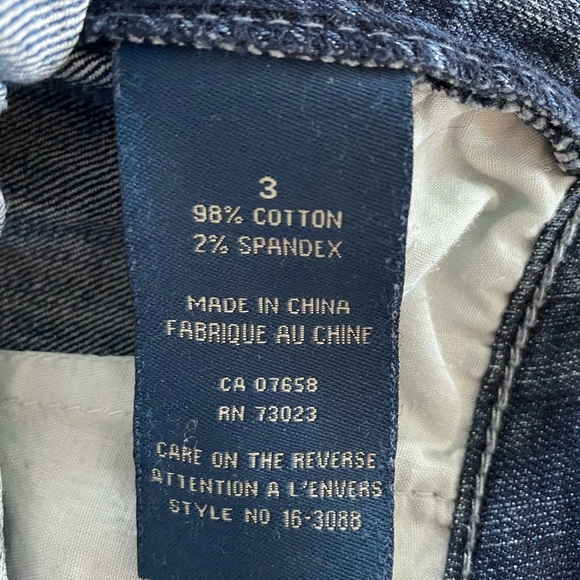 3
98% COTTON
2% SPANDEX
MADE IN CHINA
FABRIQUE AU CHINE
CA 07658
RN 73023
CARE ON THE REVERSE
ATTENTION A L'ENVERS
STYLE NO 16-3088